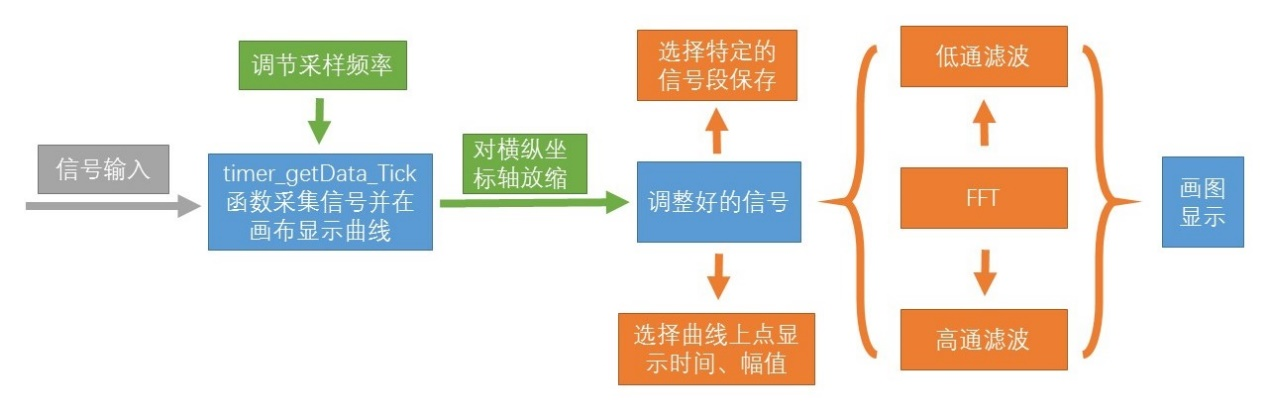 调节采样频率
信号输入
timer_getData_Tick
函数采集信号并在
画布显示曲线
对横纵坐
标轴放缩
选择特定的
信号段保存
调整好的信号
选择曲线上点显
示时间、幅值
低通滤波
FFT
高通滤波
画图
显示